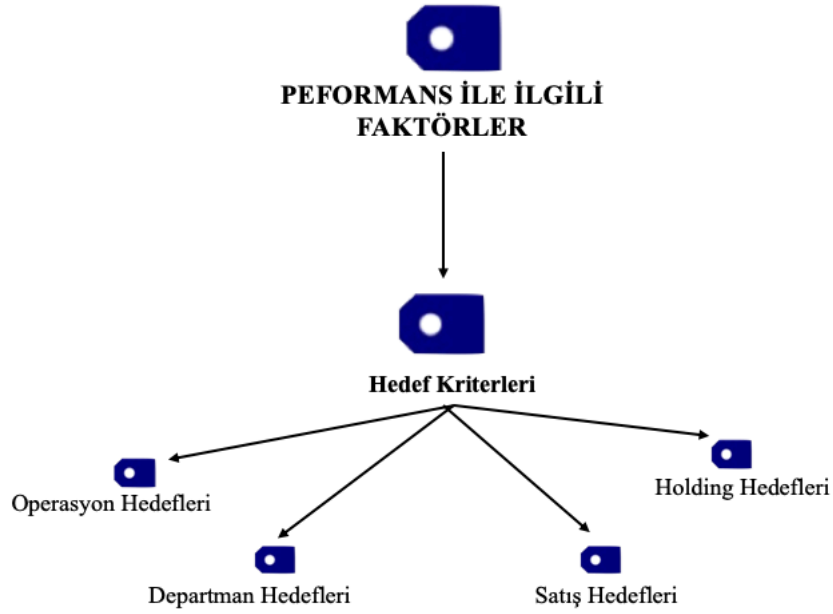 PEFORMANS İLE İLGİLİ
FAKTÖRLER
Hedef Kriterleri
Operasyon Hedefleri
Holding Hedefleri
Departman Hedefleri
Satış Hedefleri